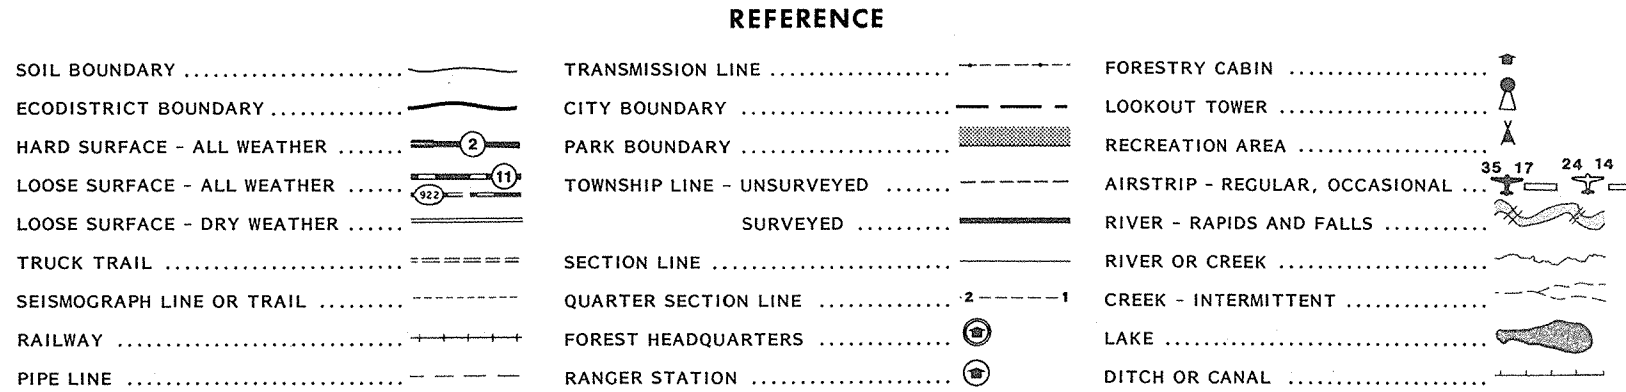 REFERENCE
SOIL BOUNDARY ......................
ECODISTRICT BOUNDARY .............
HARD SURFACE - ALL WEATHER ....... 2
LOOSE SURFACE - ALL WEATHER ...... 11
922
LOOSE SURFACE - DRY WEATHER ......
TRUCK TRAIL ........................
SEISMOGRAPH LINE OR TRAIL ........
RAILWAY .............................
PIPE LINE ............................
TRANSMISSION LINE ..................
CITY BOUNDARY ......................
PARK BOUNDARY .....................
TOWNSHIP LINE - UNSURVEYED .......
SURVEYED .........
SECTION LINE ........................
QUARTER SECTION LINE ............. 2 1
FOREST HEADQUARTERS .............
RANGER STATION ....................
FORESTRY CABIN ....................
LOOKOUT TOWER .....................
RECREATION AREA ...................
AIRSTRIP - REGULAR, OCCASIONAL ... 35 17 24 14
RIVER - RAPIDS AND FALLS ..........
RIVER OR CREEK .....................
CREEK - INTERMITTENT ..............
LAKE .................................
DITCH OR CANAL ....................